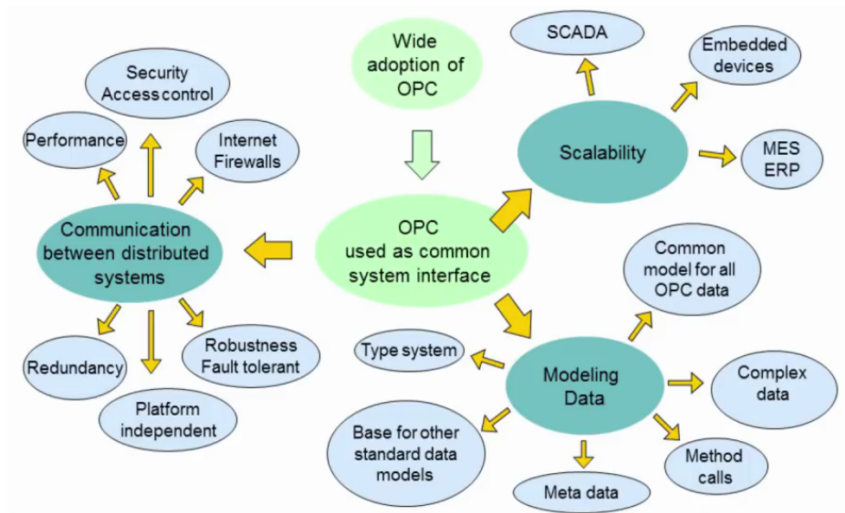 Wide
adoption of
OPC
OPC
used as common
system interface
Communication
between distributed
systems
Performance
Security
Access control
Internet
Firewalls
Redundancy
Platform
independent
Robustness
Fault tolerant
Scalability
SCADA
Embedded
devices
MES
ERP
Modeling
Data
Common
model for all
OPC data
Complex
data
Method
calls
Meta data
Base for other
standard data
models
Type system